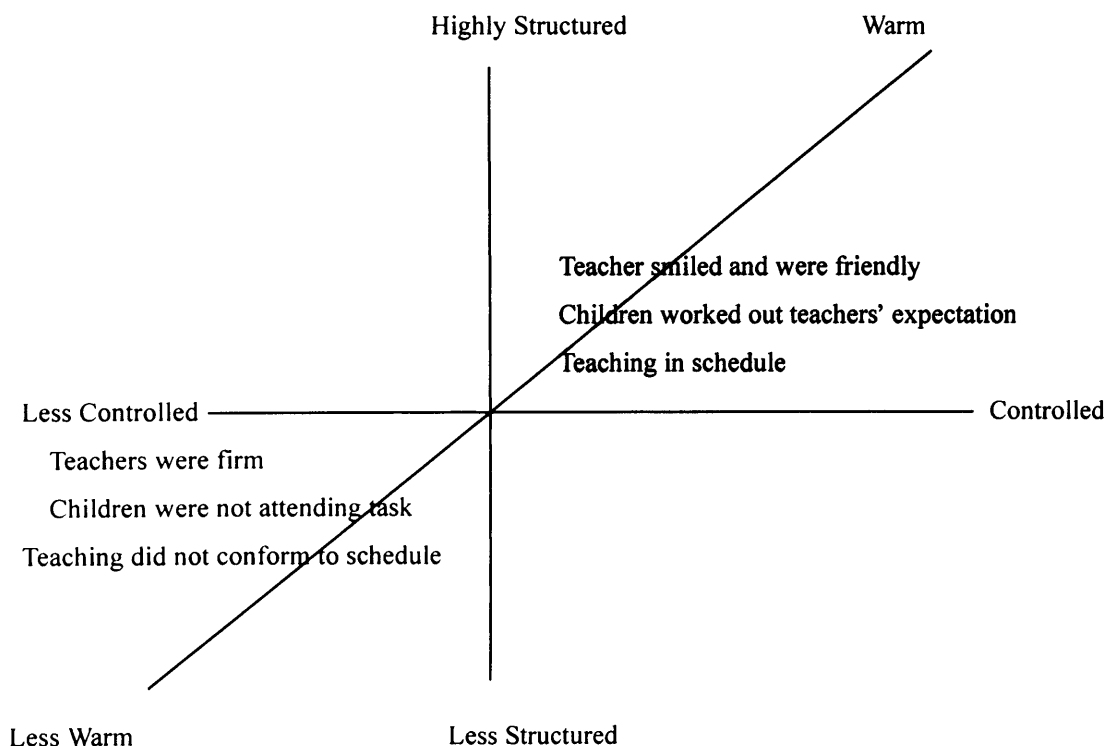 Highly Structured
Warm
Teacher smiled and were friendly
Children worked out teachers' expectation
Teaching in schedule
Less Controlled
Controlled
Teachers were firm
Children were not attending task
Teaching did not conform to schedule
Less Warm
Less Structured